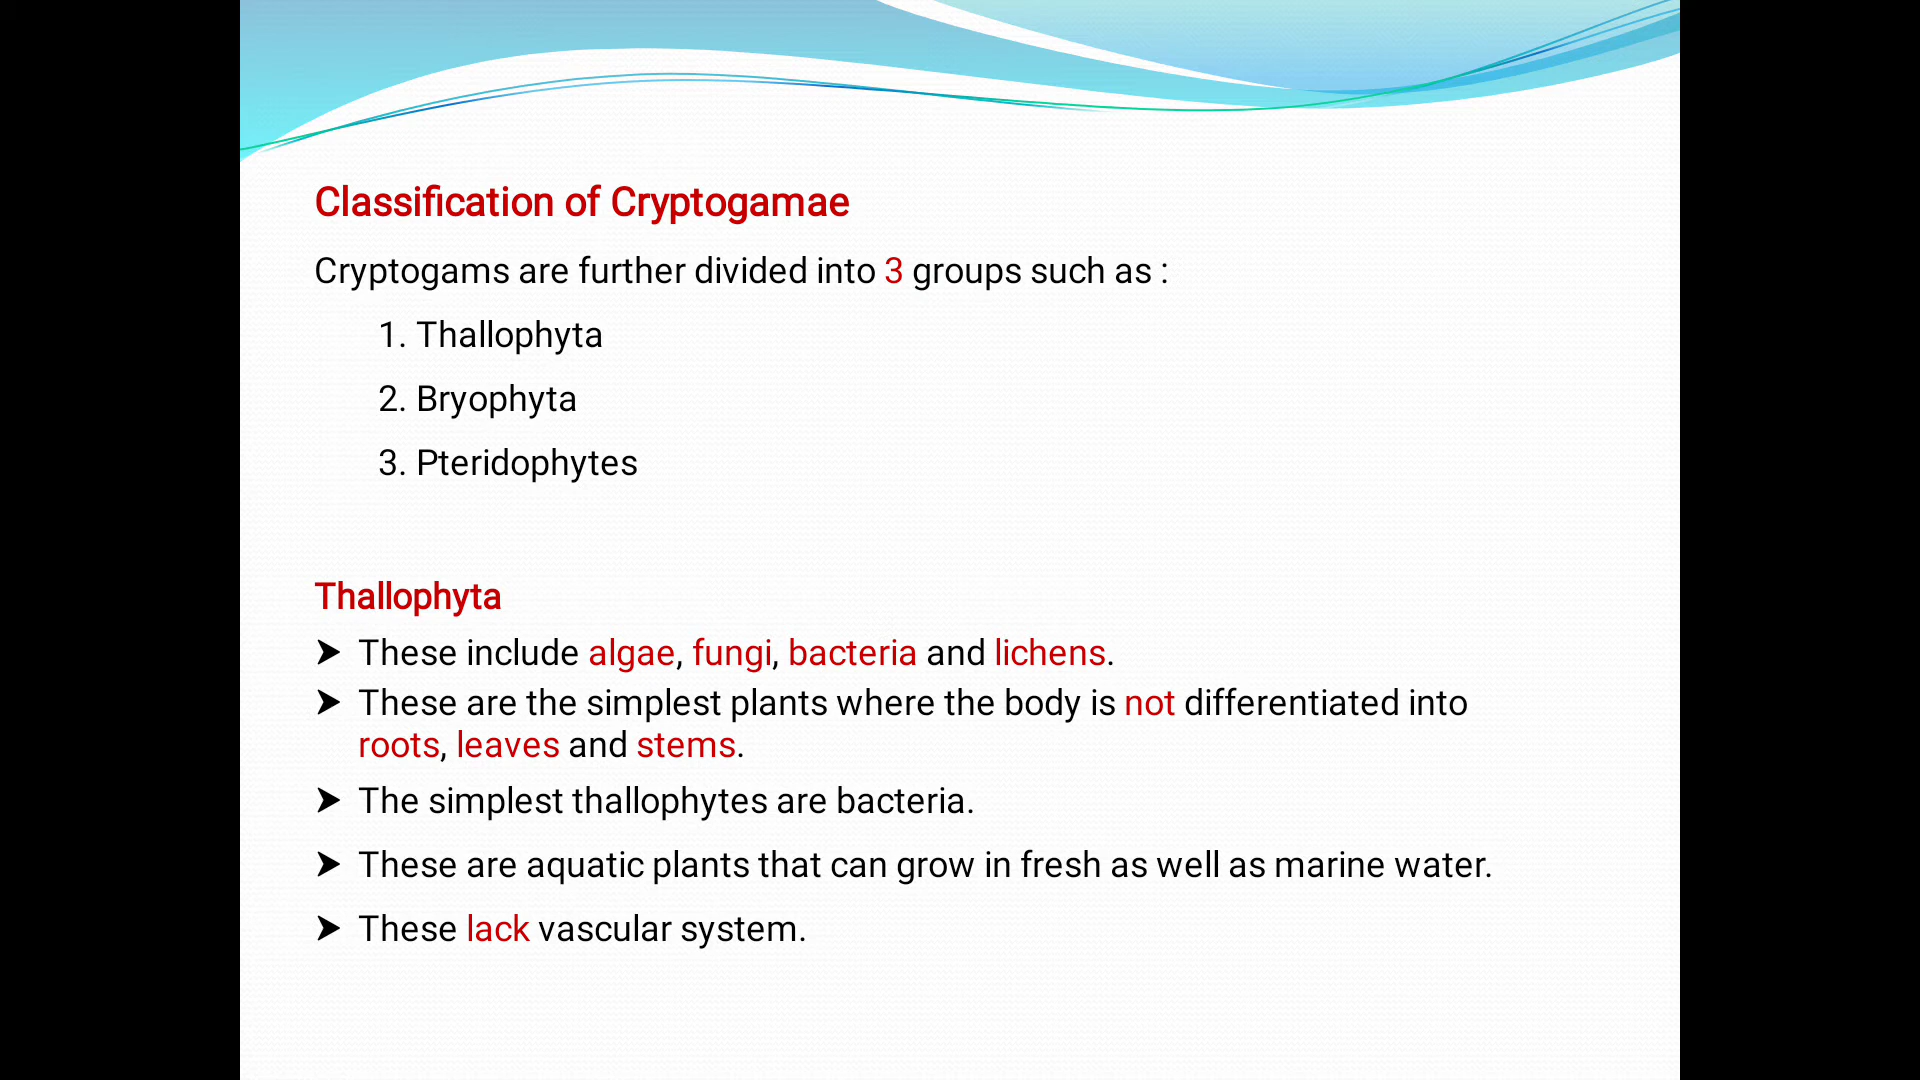 Classification of Cryptogamae
Cryptogams are further divided into 3 groups such as :
1. Thallophyta
2. Bryophyta
3. Pteridophytes
Thallophyta
➤ These include algae, fungi, bacteria and lichens.
➤ These are the simplest plants where the body is not differentiated into
roots, leaves and stems.
➤ The simplest thallophytes are bacteria.
➤ These are aquatic plants that can grow in fresh as well as marine water.
➤ These lack vascular system.